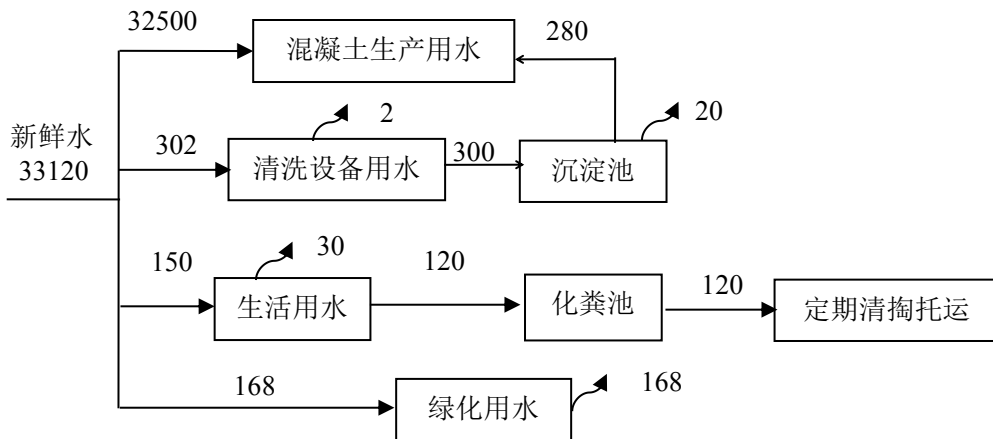 32500
混凝土生产用水
280
新鲜水
33120
302
2
清洗设备用水
300
20
沉淀池
150
30
生活用水
120
化粪池
120
定期清掏托运
168
绿化用水
168